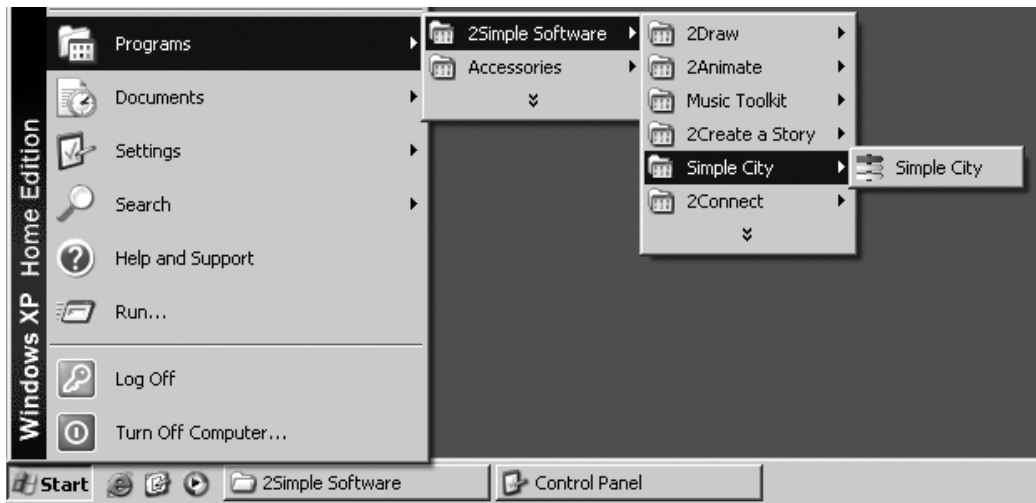 Windows XP Home Edition
Programs
Documents
Settings
Search
Help and Support
Run...
Log Off
Turn Off Computer...
2Simple Software
Accessories
2Draw
2Animate
Music Toolkit
2Create a Story
Simple City
2Connect
Simple City
Start
2Simple Software
Control Panel